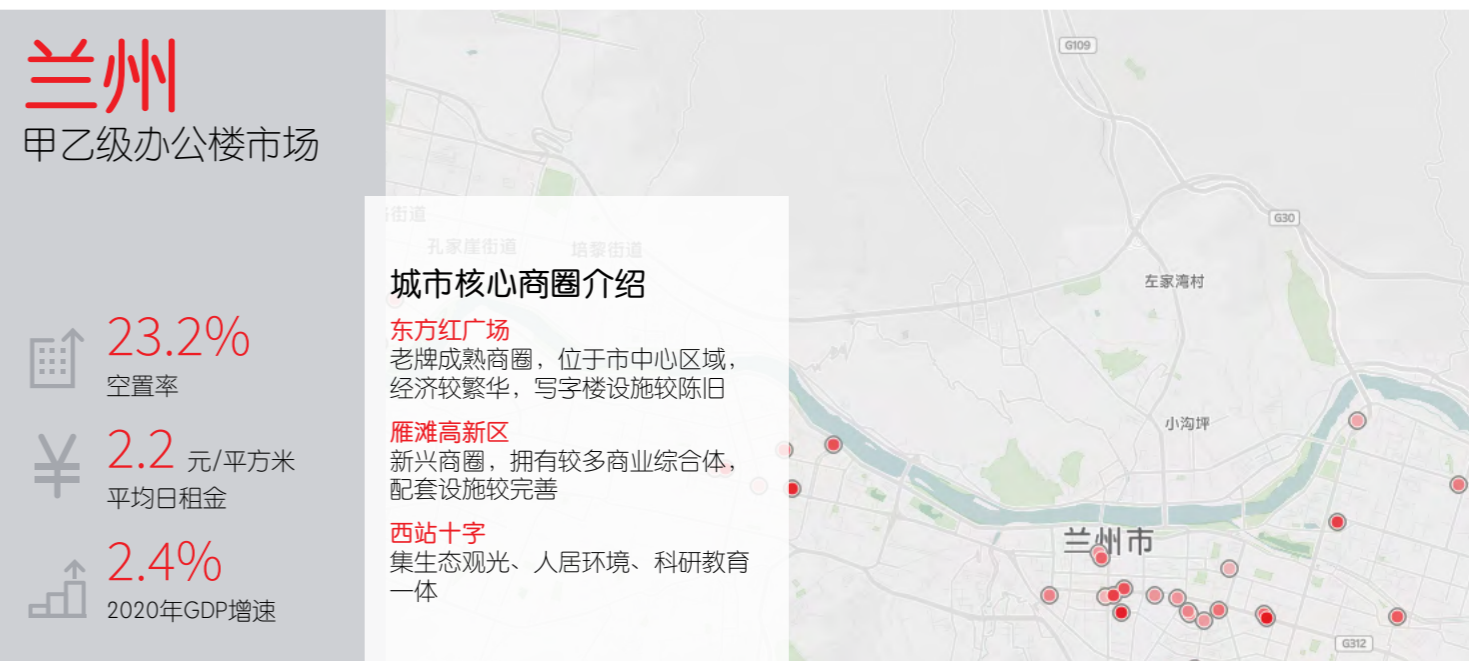 兰州
甲乙级办公楼市场
23.2%
空置率
2.2 元/平方米
平均日租金
2.4%
2020年GDP增速
街道
孔家崖街道
培黎街道
城市核心商圈介绍
东方红广场
老牌成熟商圈，位于市中心区域，
经济较繁华，写字楼设施较陈旧
雁滩高新区
新兴商圈，拥有较多商业综合体，
配套设施较完善
西站十字
集生态观光、人居环境、科研教育
一体
G109
G30
左家湾村
小沟坪
兰州市
G312